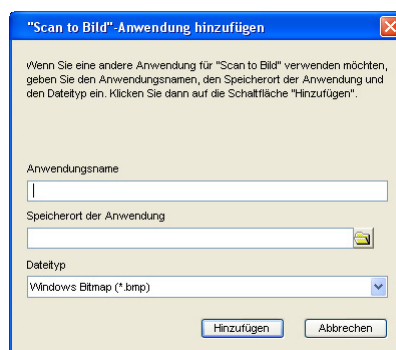 "Scan to Bild"-Anwendung hinzufügen
Wenn Sie eine andere Anwendung für "Scan to Bild" verwenden möchten,
geben Sie den Anwendungsnamen, den Speicherort der Anwendung und
den Dateityp ein. Klicken Sie dann auf die Schaltfläche "Hinzufügen".
Anwendungsname
Speicherort der Anwendung
Dateityp
Windows Bitmap (*.bmp)
Hinzufügen Abbrechen